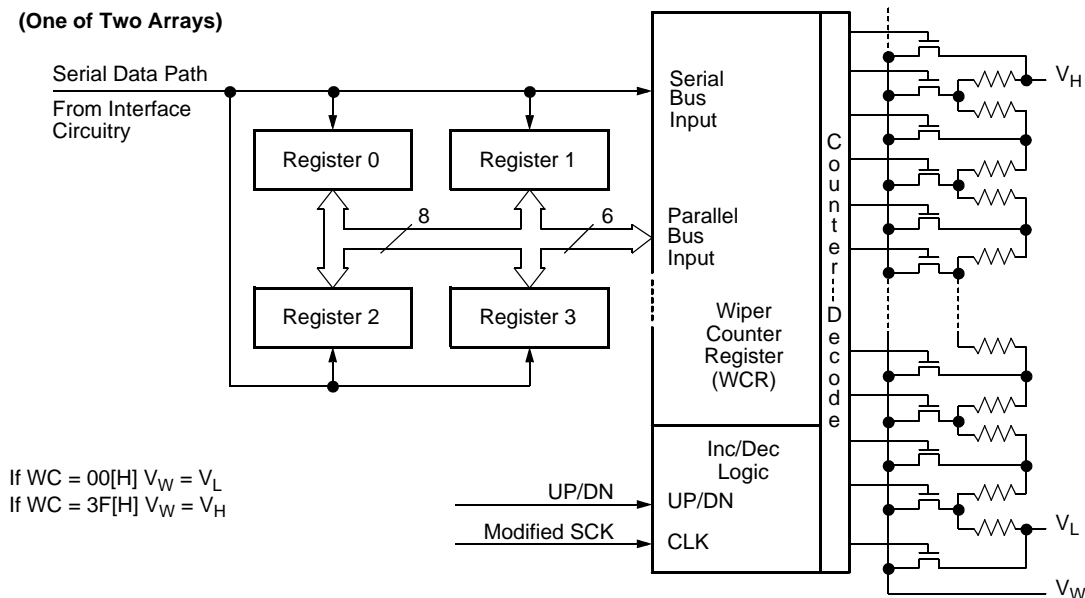 (One of Two Arrays)
Serial Data Path
From Interface
Circuitry
Register 0
Register 1
8
6
Register 2
Register 3
Serial
Bus
Input
Parallel
Bus
Input
Wiper
Counter
Register
(WCR)
Inc/Dec
Logic
UP/DN
UP/DN
Modified SCK
CLK
Counter Decode
V_H
V_L
V_W
If WC = 00[H] V_W = V_L
If WC = 3F[H] V_W = V_H